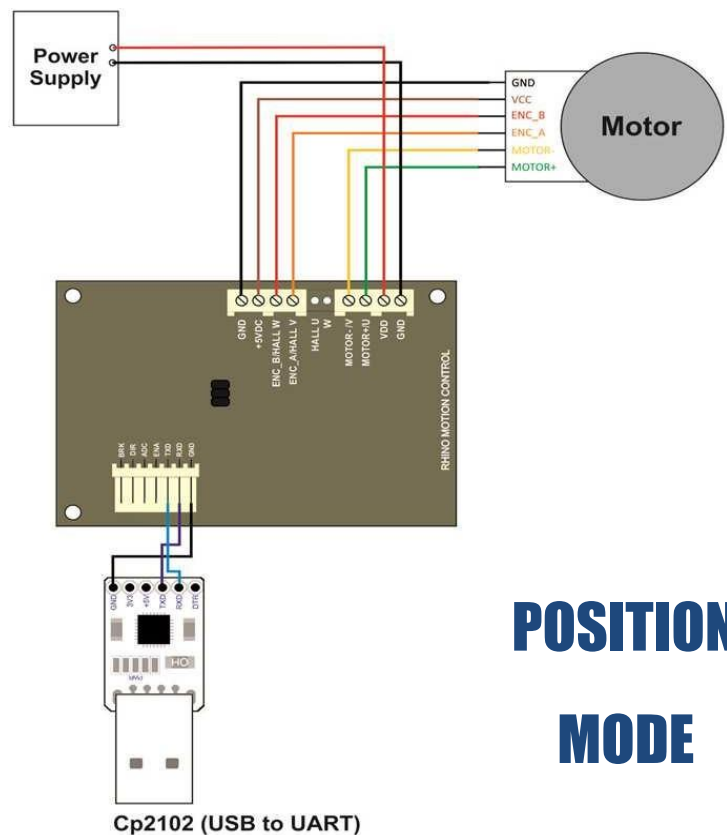 Power
Supply
GND
VCC
ENC_B
ENC_A
MOTOR-
MOTOR+
Motor
GND
+5VDC
ENC_B/HALL W
ENC_A/HALL V
HALL U
W
MOTOR- /V
MOTOR+/U
VDD
GND
RHINO MOTION CONTROL
BRK
DIR
ADC
ENA
TXD
RXD
GND
GND
3V3
+5V
TXD
RXD
DTR
HO
PWR
POSITION
MODE
Cp2102 (USB to UART)